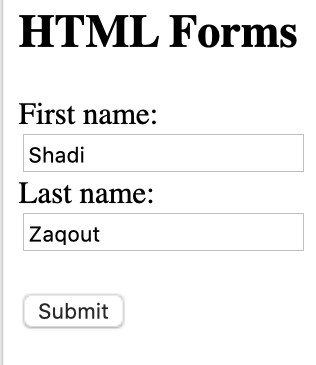 HTML Forms
First name:
Shadi
Last name:
Zaqout
Submit